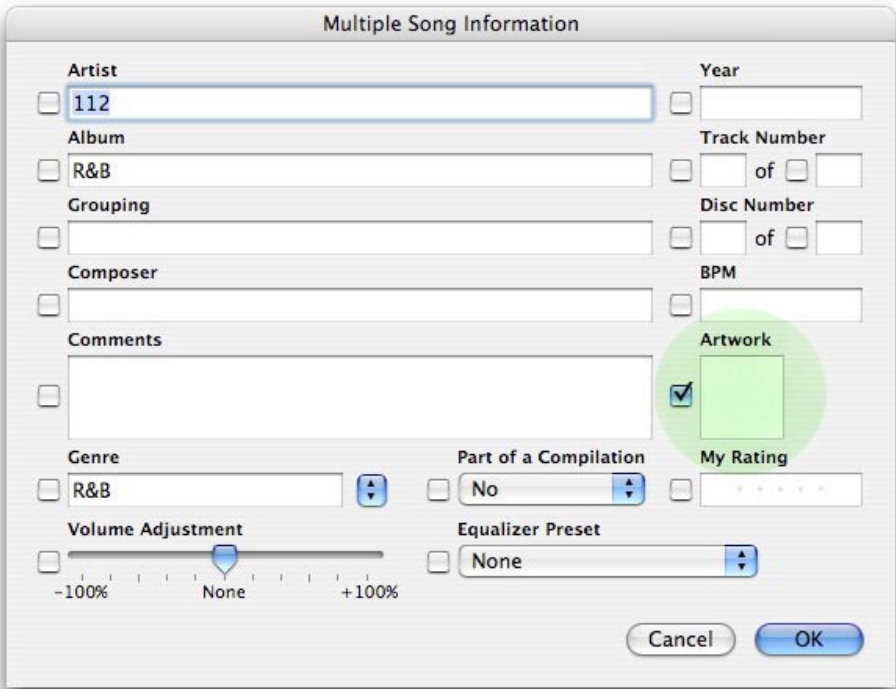 Multiple Song Information
Artist Year
112
Album Track Number
R&B of
Grouping Disc Number
of
Composer BPM
Comments Artwork
Genre Part of a Compilation My Rating
R&B No
Volume Adjustment Equalizer Preset
None
-100% None +100%
Cancel OK